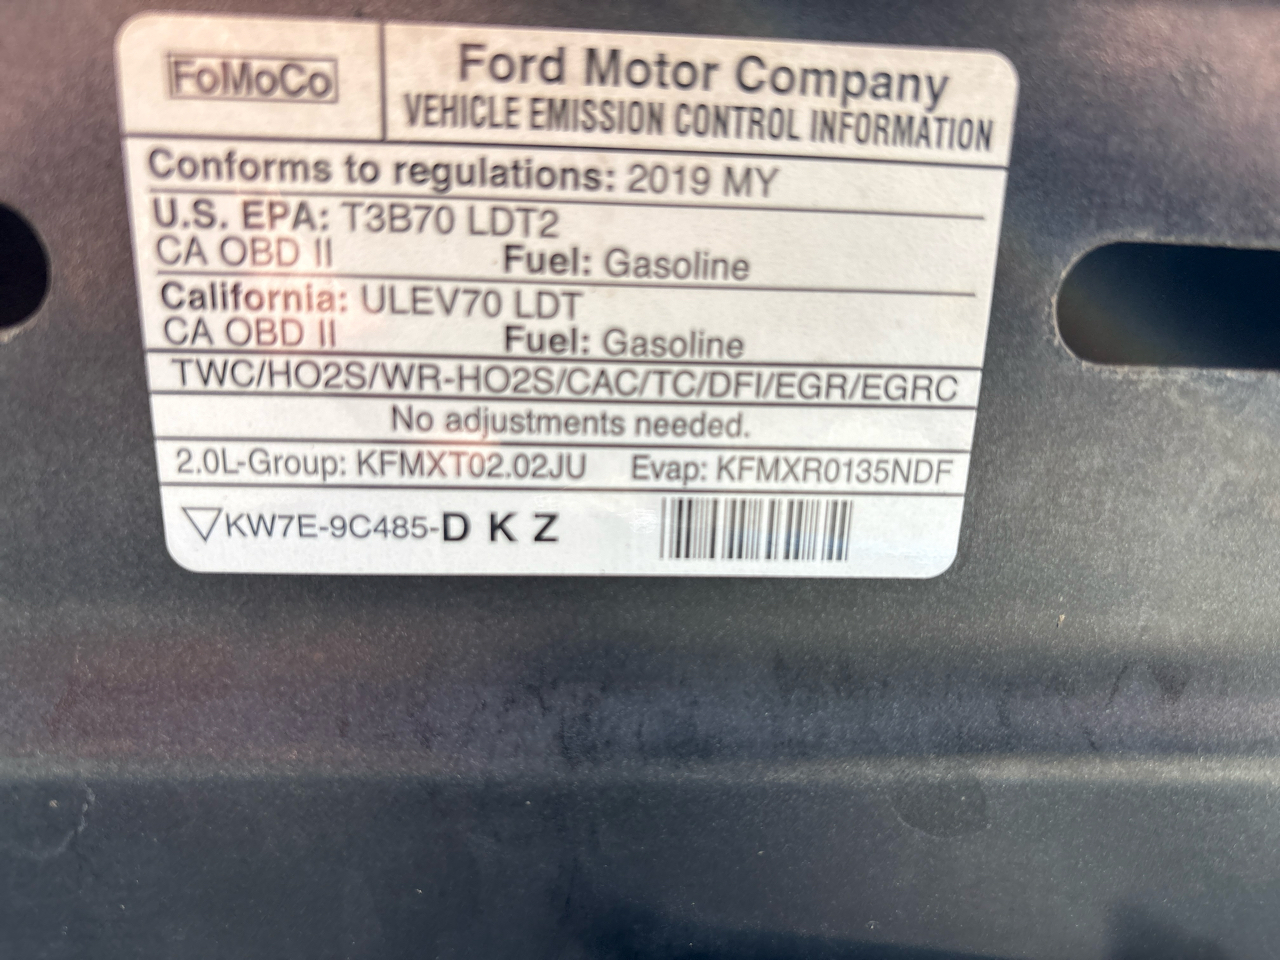 FoMoCo
Ford Motor Company
VEHICLE EMISSION CONTROL INFORMATION
Conforms to regulations: 2019 MY
U.S. EPA: T3B70 LDT2
CA OBD II Fuel: Gasoline
California: ULEV70 LDT
CA OBD II Fuel: Gasoline
TWC/HO2S/WR-HO2S/CAC/TC/DFI/EGR/EGRC
No adjustments needed.
2.0L-Group: KFMXT02.02JU Evap: KFMXR0135NDF
▽KW7E-9C485-D K Z